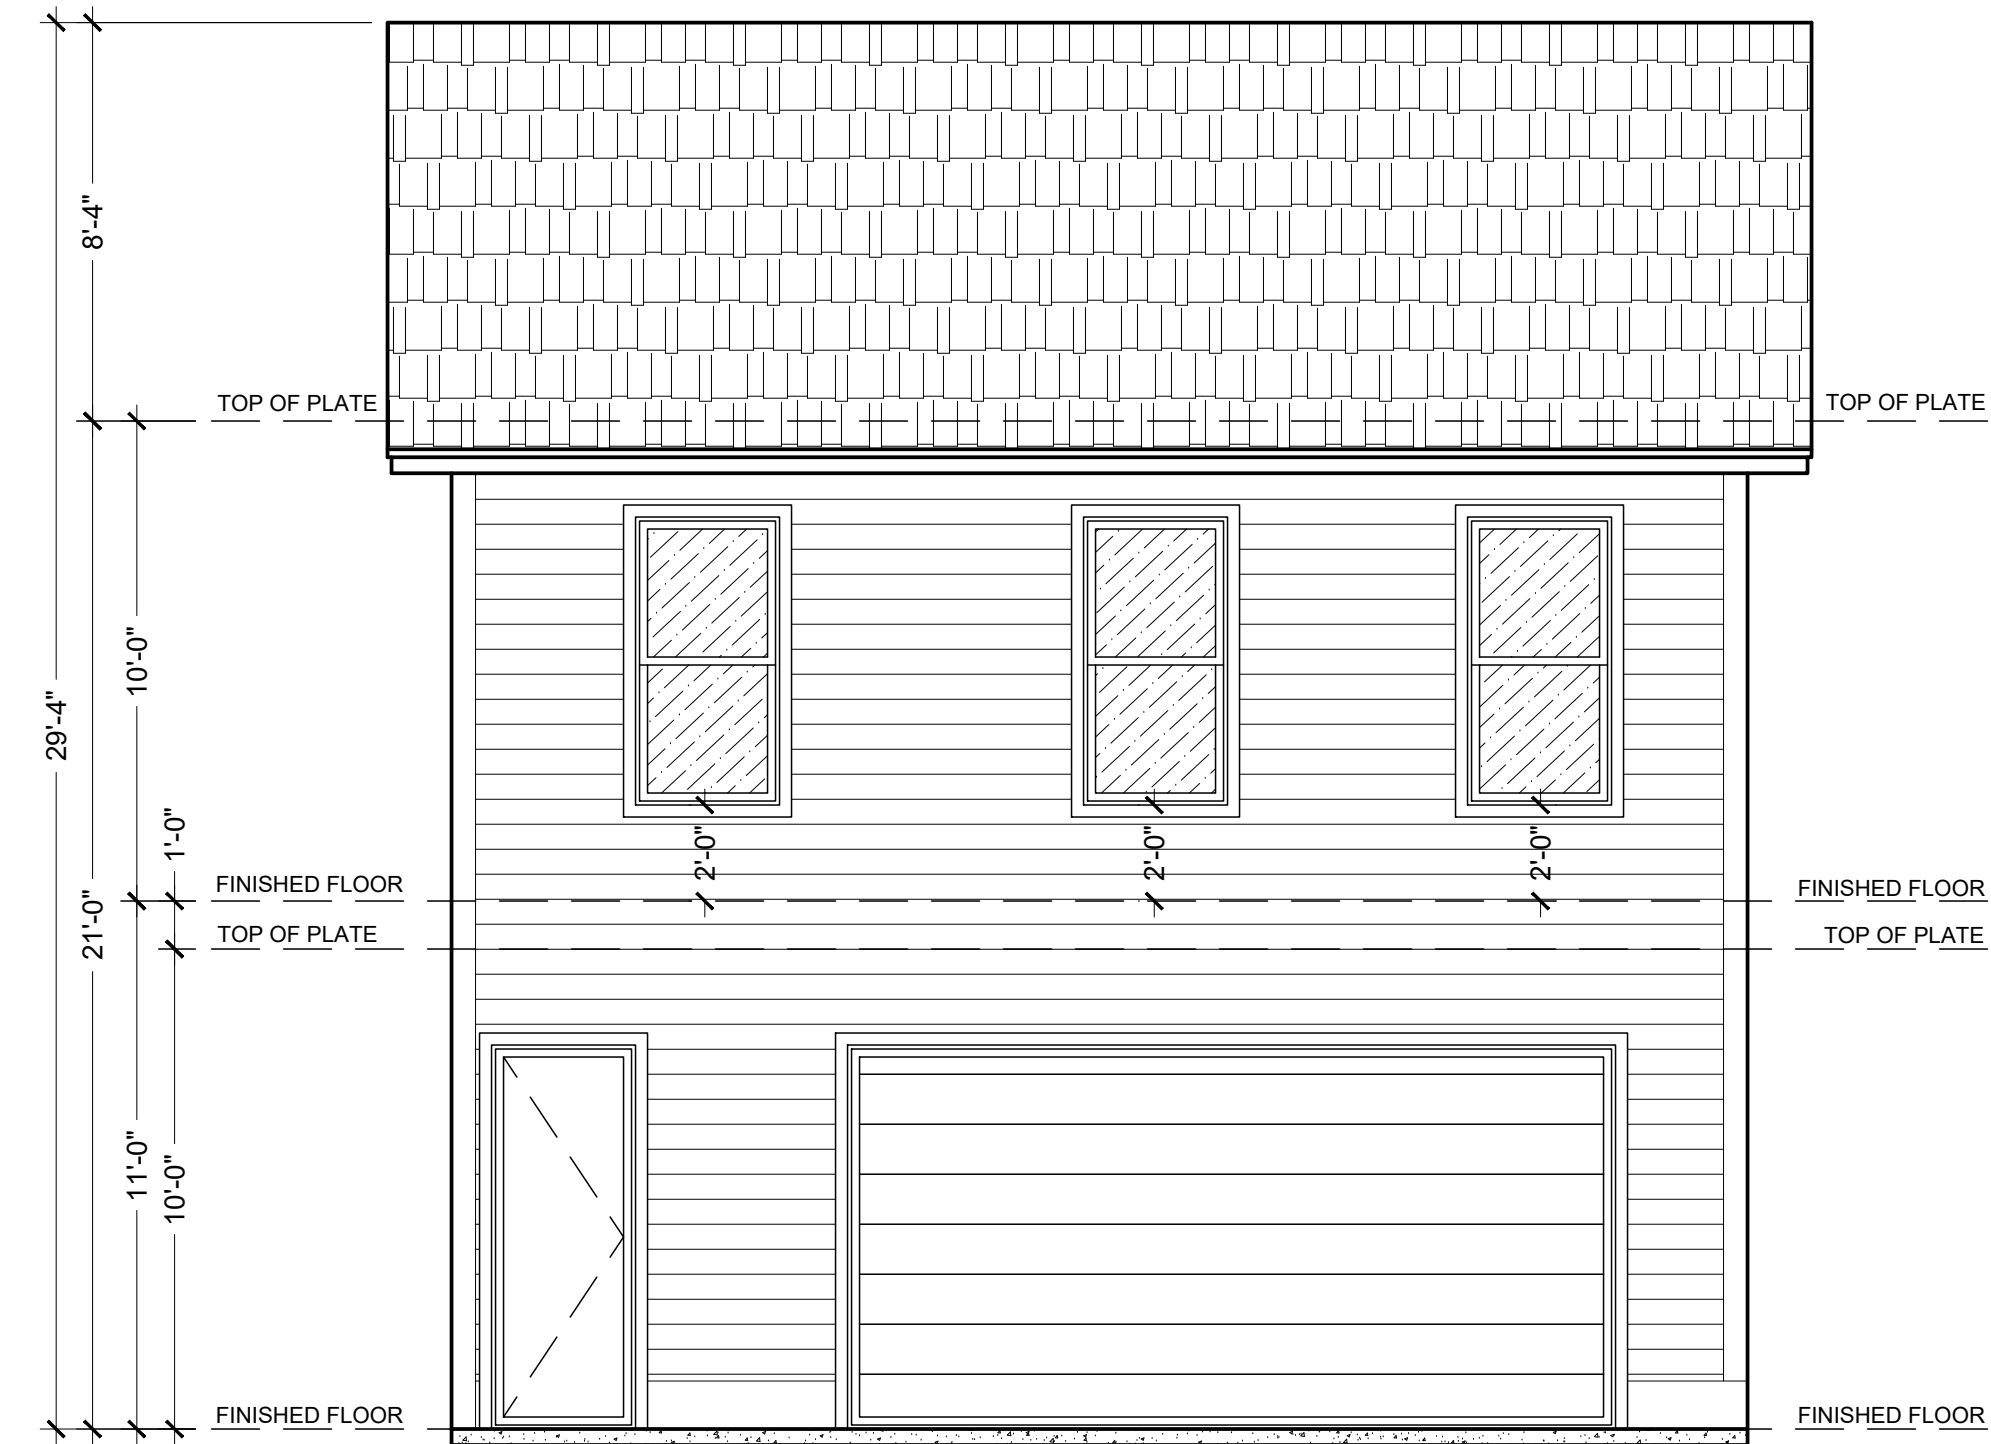 8'-4"
TOP OF PLATE
TOP OF PLATE
10'-0"
29'-4"
1'-0"
2'-0"
2'-0"
2'-0"
21'-0"
FINISHED FLOOR
FINISHED FLOOR
TOP OF PLATE
TOP OF PLATE
11'-0"
10'-0"
FINISHED FLOOR
FINISHED FLOOR